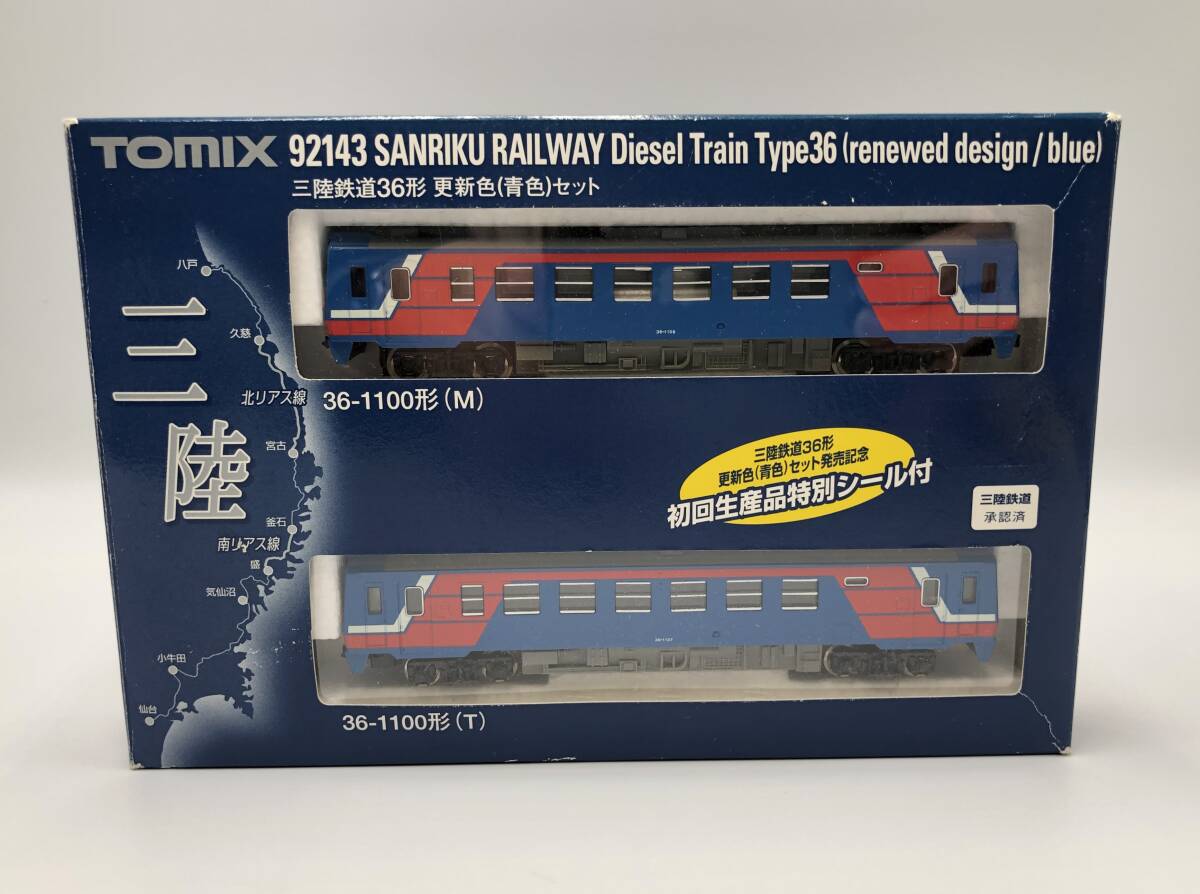 TOMIX 92143 SANRIKU RAILWAY Diesel Train Type36 (renewed design / blue)
三陸鉄道36形 更新色(青色)セット
三陸
八戸
久慈
北リアス線
宮古
釜石
南リアス線
盛
気仙沼
小牛田
仙台
36-1100形(M)
三陸鉄道36形
更新色(青色)セット発売記念
初回生産品特別シール付
三陸鉄道
承認済
36-1107
36-1100形(T)